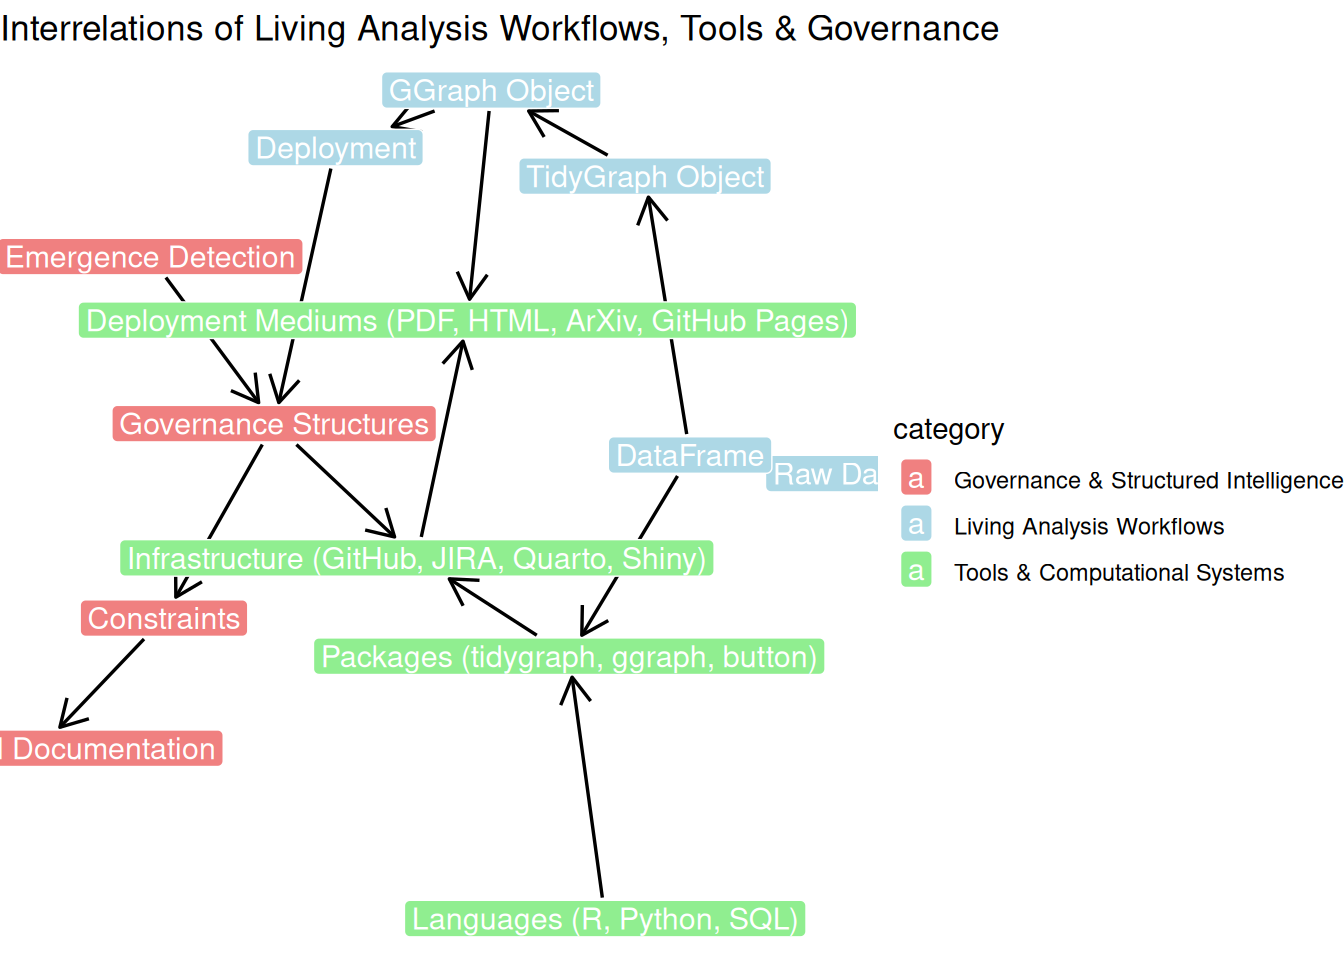 Interrelations of Living Analysis Workflows, Tools & Governance
GGraph Object
Deployment
TidyGraph Object
Emergence Detection
Deployment Mediums (PDF, HTML, ArXiv, GitHub Pages)
Governance Structures
DataFrame
Raw Da
Infrastructure (GitHub, JIRA, Quarto, Shiny)
Constraints
Packages (tidygraph, ggraph, button)
Documentation
Languages (R, Python, SQL)
category
a Governance & Structured Intelligence
a Living Analysis Workflows
a Tools & Computational Systems